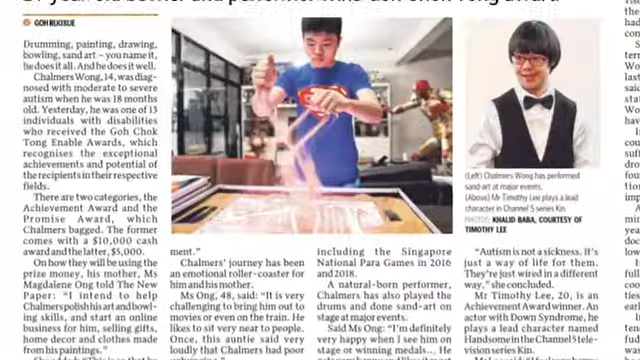 GOH RUOXUE
Drumming, painting, drawing,
bowling, sand art – you name it,
he does it all. And he does it well.
Chalmers Wong, 14, was diag-
nosed with moderate to severe
autism when he was 18 months
old. Yesterday, he was one of 13
individuals with disabilities
who received the Goh Chok
Tong Enable Awards, which
recognises the exceptional
achievements and potential of
the recipients in their respective
fields.
There are two categories, the
Achievement Award and the
Promise Award, which
Chalmers bagged. The former
comes with a $10,000 cash
award and the latter, $5,000.
On how they will be using the
prize money, his mother, Ms
Magdalene Ong told The New
Paper: "I intend to help
Chalmers polish his art and bowl-
ing skills, and start an online
business for him, selling gifts,
home decor and clothes made
from his paintings."
(Left) Chalmers Wong has performed
sand-art at major events.
(Above) Mr Timothy Lee plays a lead
character in Channel 5 series Kin
PHOTOS: KHALID BABA, COURTESY OF
TIMOTHY LEE
ment."
Chalmers' journey has been
an emotional roller-coaster for
him and his mother.
Ms Ong, 48, said: "It is very
challenging to bring him out to
movies or even on the train. He
likes to sit very near to people.
Once, this auntie said very
loudly that Chalmers had poor
including the Singapore
National Para Games in 2016
and 2018.
A natural-born performer,
Chalmers has also played the
drums and done sand-art on
stage at major events.
Said Ms Ong: "I'm definitely
very happy when I see him on
stage or winning medals...
"Autism is not a sickness. It's
just a way of life for them.
They're just wired in a different
way," she concluded.
Mr Timothy Lee, 20, is an
Achievement Award winner. An
actor with Down Syndrome, he
plays a lead character named
Handsome in the Channel 5 tele-
vision series Kin.